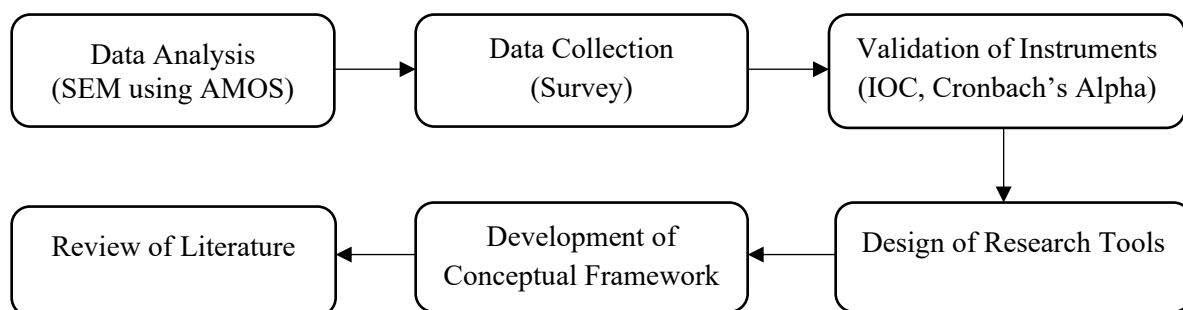 Data Analysis
(SEM using AMOS)
Data Collection
(Survey)
Validation of Instruments
(IOC, Cronbach’s Alpha)
Design of Research Tools
Development of
Conceptual Framework
Review of Literature